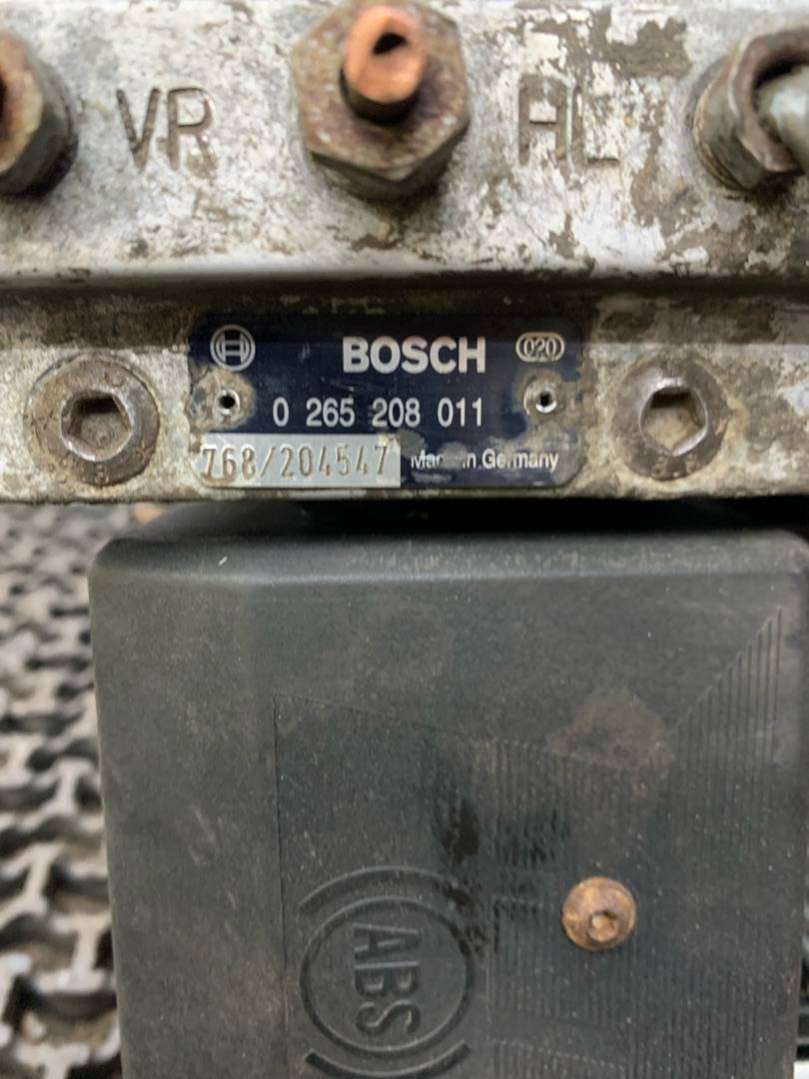 VR HL
BOSCH 020
0 265 208 011
768/204547 Made in Germany
ABS